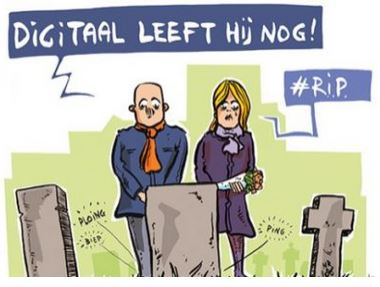 DIGITAAL LEEFT HIJ NOG!
#R.I.P.
PLOING
BIEP
PING